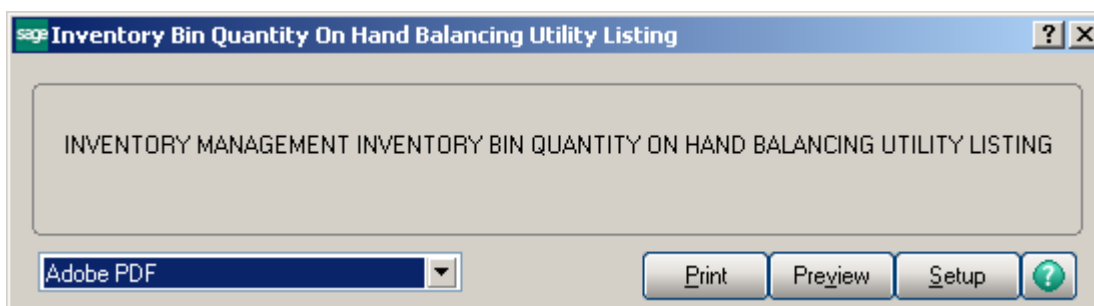 sage Inventory Bin Quantity On Hand Balancing Utility Listing ? X
INVENTORY MANAGEMENT INVENTORY BIN QUANTITY ON HAND BALANCING UTILITY LISTING
Adobe PDF Print Preview Setup ?